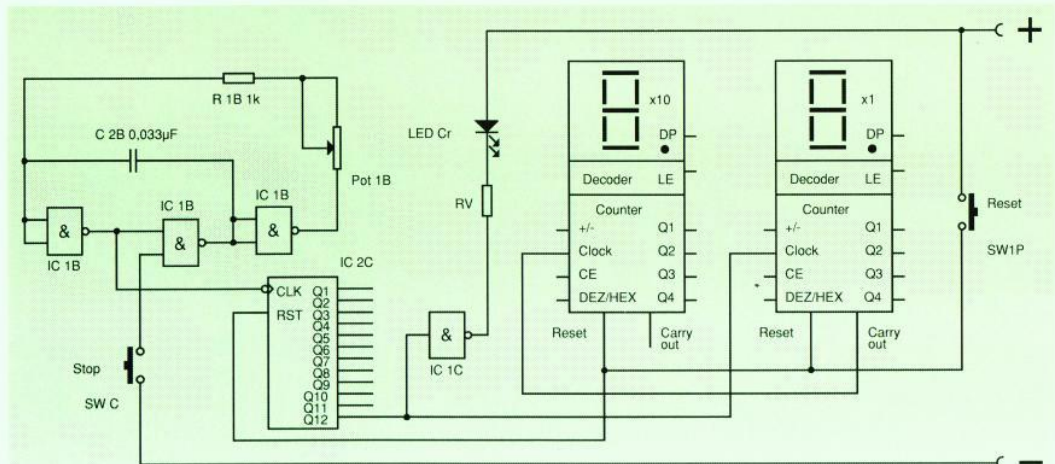 +
R 1B 1k
C 2B 0,033µF
Pot 1B
IC 1B
&
IC 1B
&
IC 1B
&
Stop
SW C
IC 2C
CLK
RST
Q1
Q2
Q3
Q4
Q5
Q6
Q7
Q8
Q9
Q10
Q11
Q12
LED Cr
RV
&
IC 1C
x10
DP
Decoder LE
Counter
+/- Q1
Clock Q2
CE Q3
DEZ/HEX Q4
Reset Carry
out
x1
DP
Decoder LE
Counter
+/- Q1
Clock Q2
CE Q3
DEZ/HEX Q4
Reset Carry
out
Reset
SW1P
−